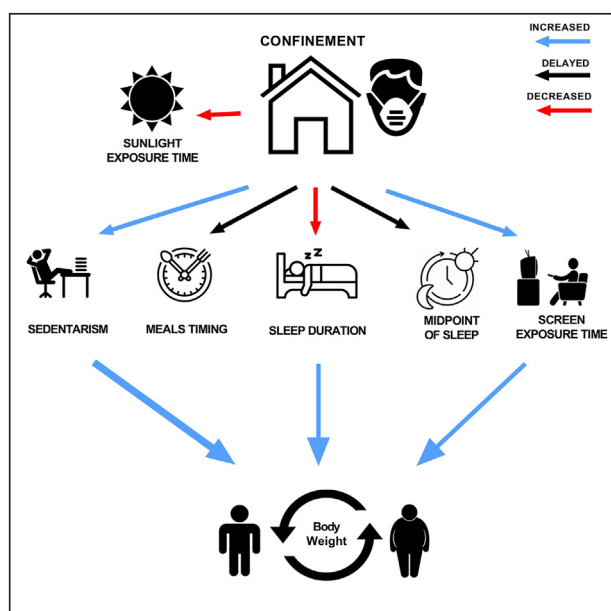 CONFINEMENT
INCREASED
DELAYED
DECREASED
SUNLIGHT
EXPOSURE TIME
z Z
SEDENTARISM
MEALS TIMING
SLEEP DURATION
MIDPOINT
OF SLEEP
SCREEN
EXPOSURE TIME
Body
Weight